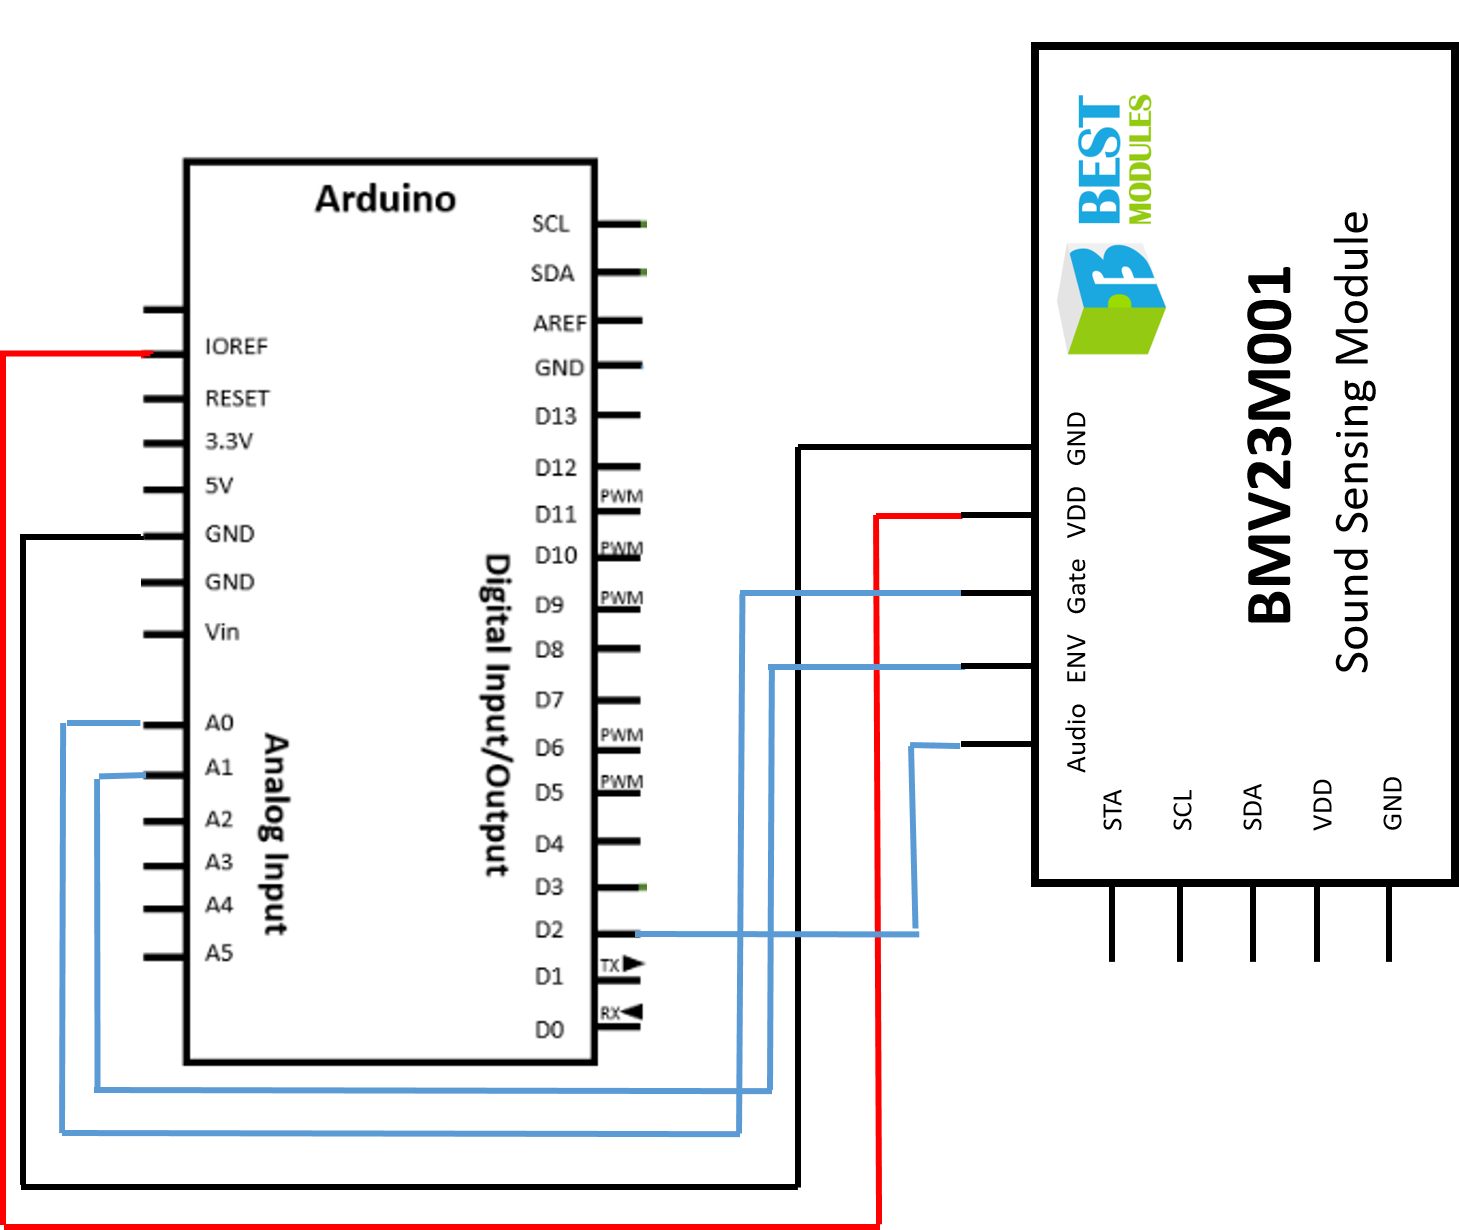 Arduino
IOREF
RESET
3.3V
5V
GND
GND
Vin
A0
A1
A2
A3
A4
A5
Analog Input
SCL
SDA
AREF
GND
D13
D12
PWM
D11
PWM
D10
PWM
D9
D8
D7
PWM
D6
PWM
D5
D4
D3
D2
TX
D1
RX
D0
Digital Input/Output
BEST
MODULES
BMV23M001
Sound Sensing Module
GND
VDD
Gate
ENV
Audio
STA
SCL
SDA
VDD
GND